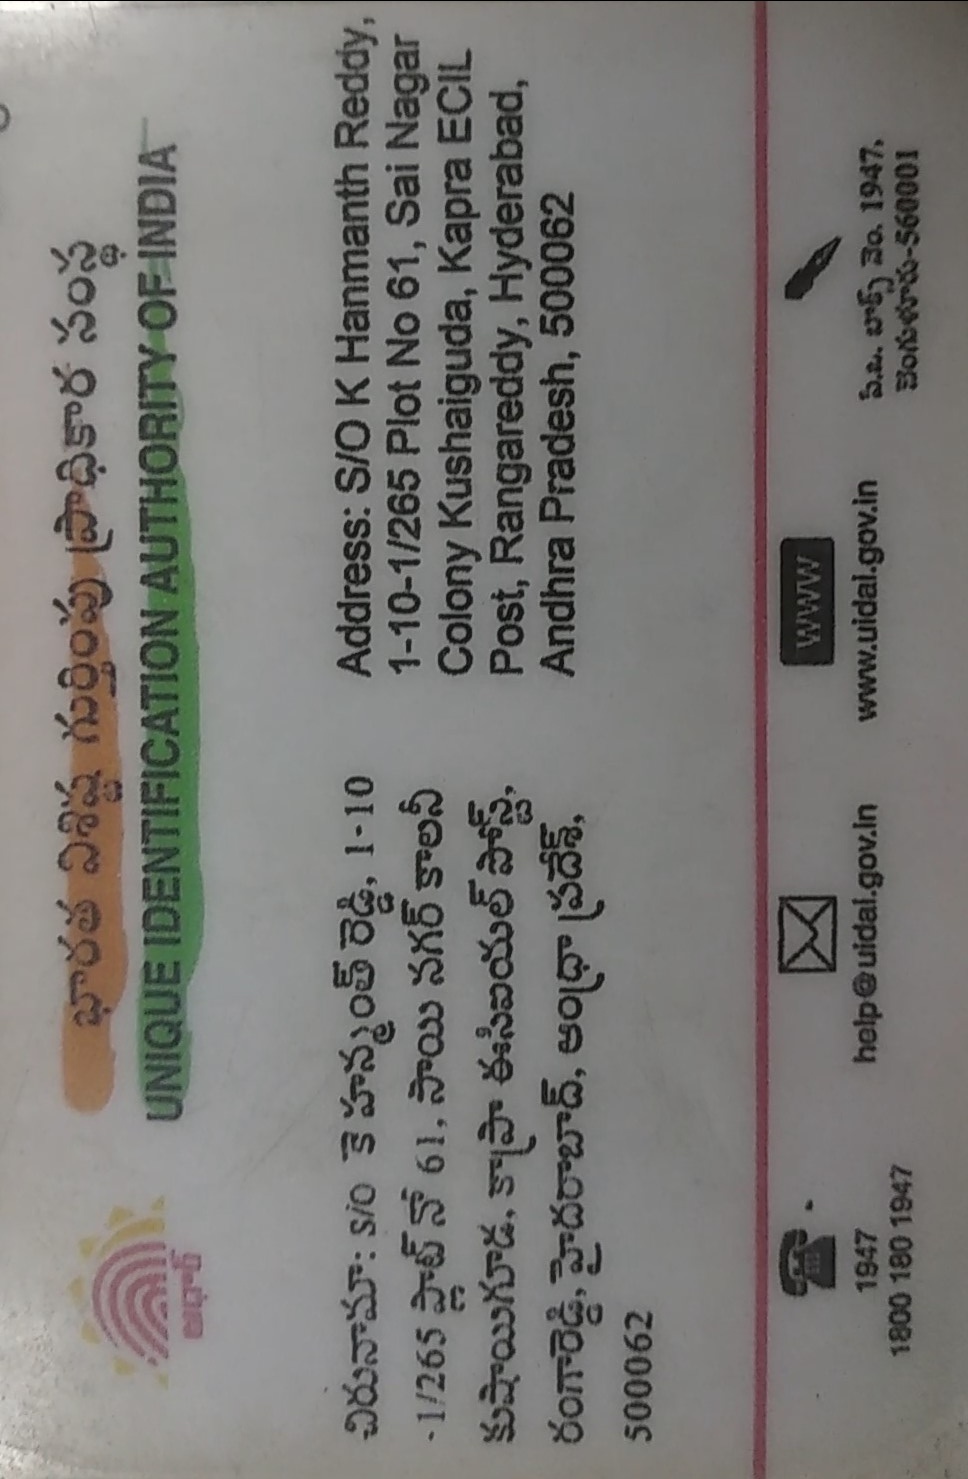 భారత విశిష్ట గుర్తింపు ప్రాధికార సంస్థ
UNIQUE IDENTIFICATION AUTHORITY OF INDIA
ఆధార్
చిరునామా: S/O కె హన్మంత్ రెడ్డి, 1-10
-1/265 ప్లాట్ నో 61, సాయి నగర్ కాలనీ
కుషాయిగూడ, కాప్రా ఈసిఐయల్ పోస్ట్,
రంగారెడ్డి, హైదరాబాద్, ఆంధ్రా ప్రదేశ్,
500062
Address: S/O K Hanmanth Reddy,
1-10-1/265 Plot No 61, Sai Nagar
Colony Kushaiguda, Kapra ECIL
Post, Rangareddy, Hyderabad,
Andhra Pradesh, 500062
1947
1800 180 1947
help@uidai.gov.in
WWW
www.uidai.gov.in
పి.బి. బాక్స్ నెం. 1947,
బెంగుళూరు-560001